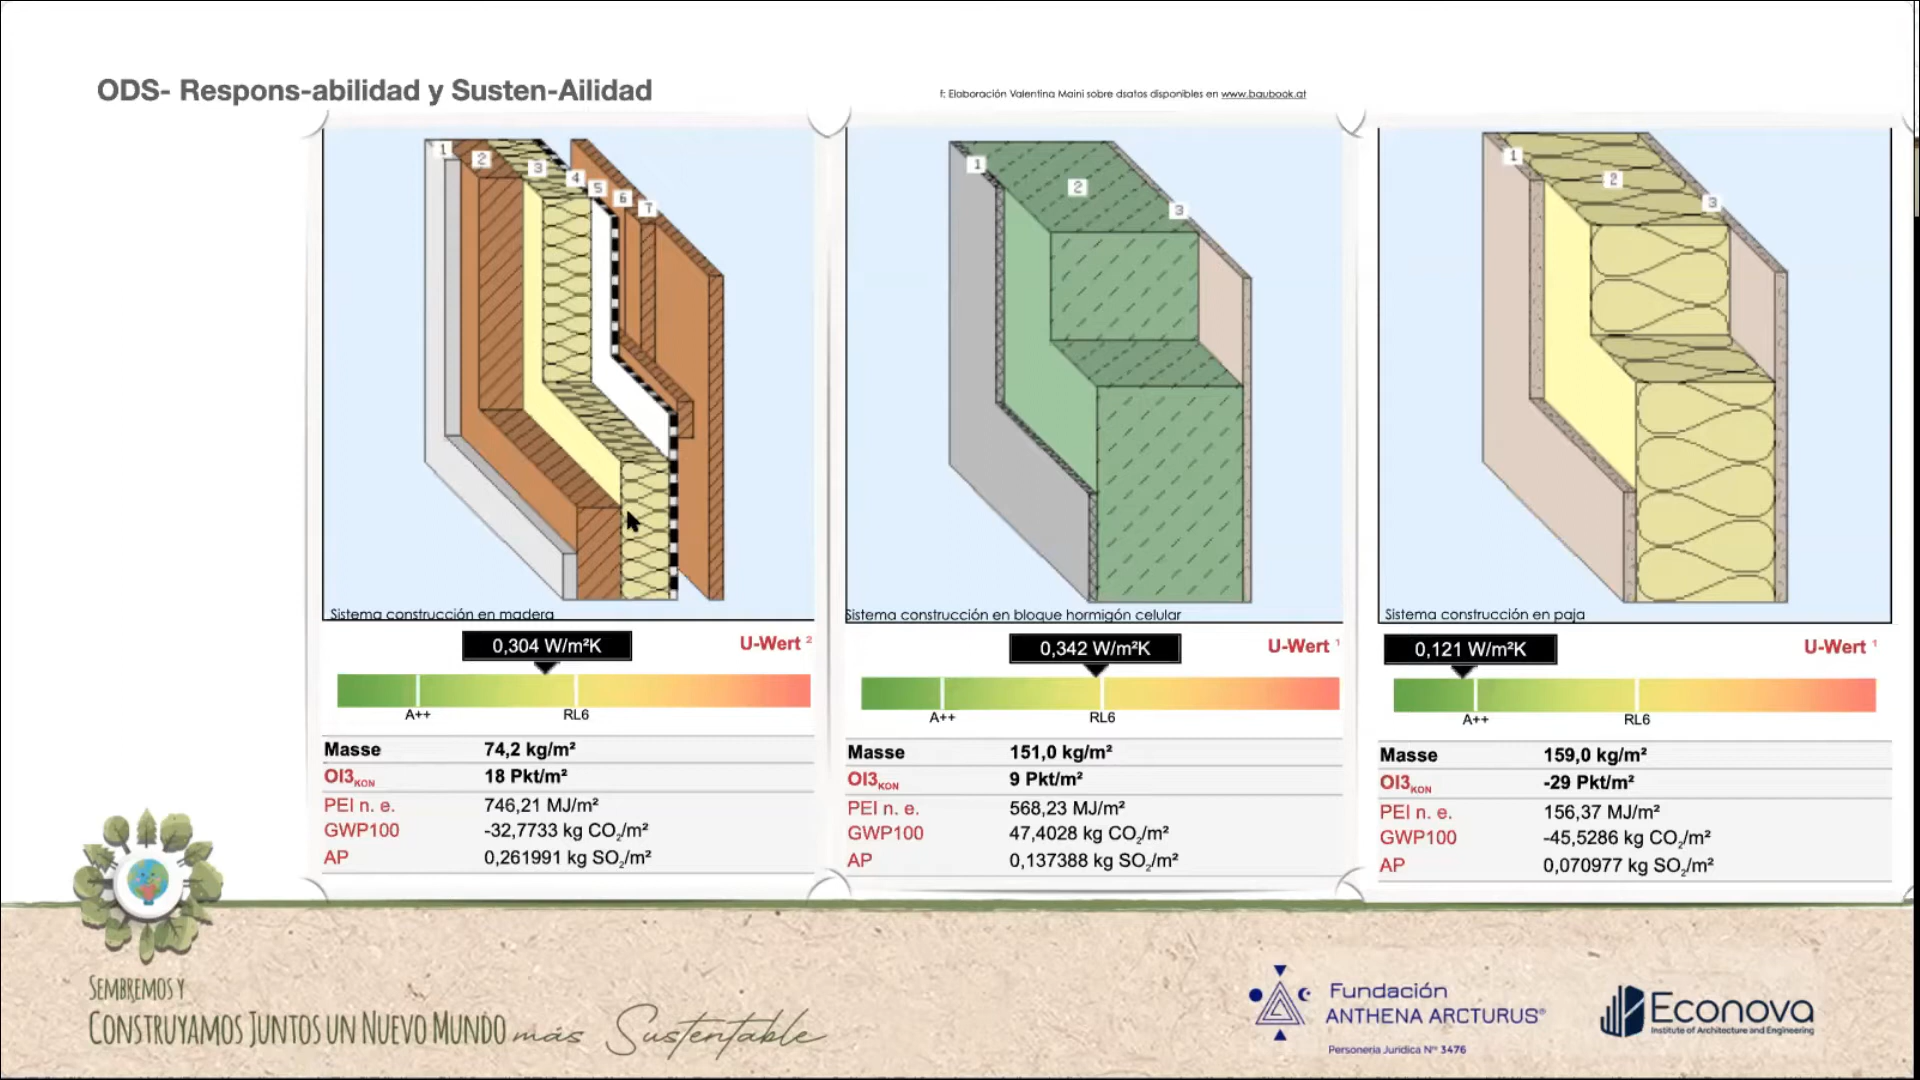 ODS- Respons-abilidad y Susten-Ailidad
f: Elaboración Valentina Maini sobre dsatos disponibles en www.baubook.at
1
2
3
4
5
6
7
Sistema construcción en madera
0,304 W/m²K
U-Wert ²
A++
RL6
Masse 74,2 kg/m²
OI3KON 18 Pkt/m²
PEI n. e. 746,21 MJ/m²
GWP100 -32,7733 kg CO₂/m²
AP 0,261991 kg SO₂/m²
1
2
3
Sistema construcción en bloque hormigón celular
0,342 W/m²K
U-Wert ¹
A++
RL6
Masse 151,0 kg/m²
OI3KON 9 Pkt/m²
PEI n. e. 568,23 MJ/m²
GWP100 47,4028 kg CO₂/m²
AP 0,137388 kg SO₂/m²
1
2
3
Sistema construcción en paja
0,121 W/m²K
U-Wert ¹
A++
RL6
Masse 159,0 kg/m²
OI3KON -29 Pkt/m²
PEI n. e. 156,37 MJ/m²
GWP100 -45,5286 kg CO₂/m²
AP 0,070977 kg SO₂/m²
SEMBREMOS Y
CONSTRUYAMOS JUNTOS UN NUEVO MUNDO más Sustentable
Fundación
ANTHENA ARCTURUS®
Personería Jurídica Nº 3476
Econova
Institute of Architecture and Engineering